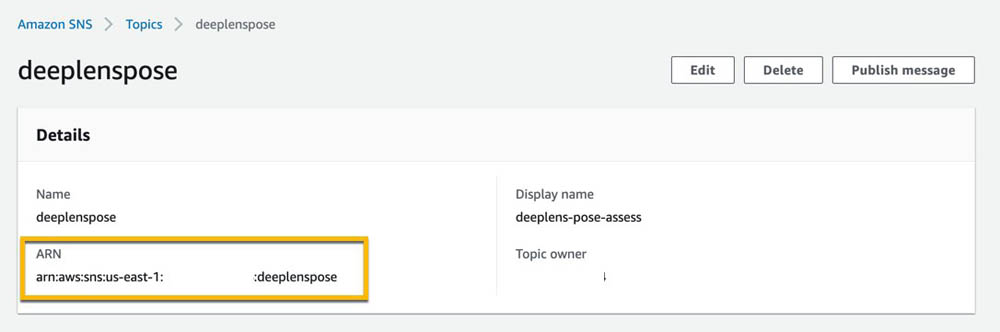 Amazon SNS > Topics > deeplenspose
deeplenspose
Edit Delete Publish message
Details
Name
deeplenspose
Display name
deeplens-pose-assess
ARN
arn:aws:sns:us-east-1: :deeplenspose
Topic owner